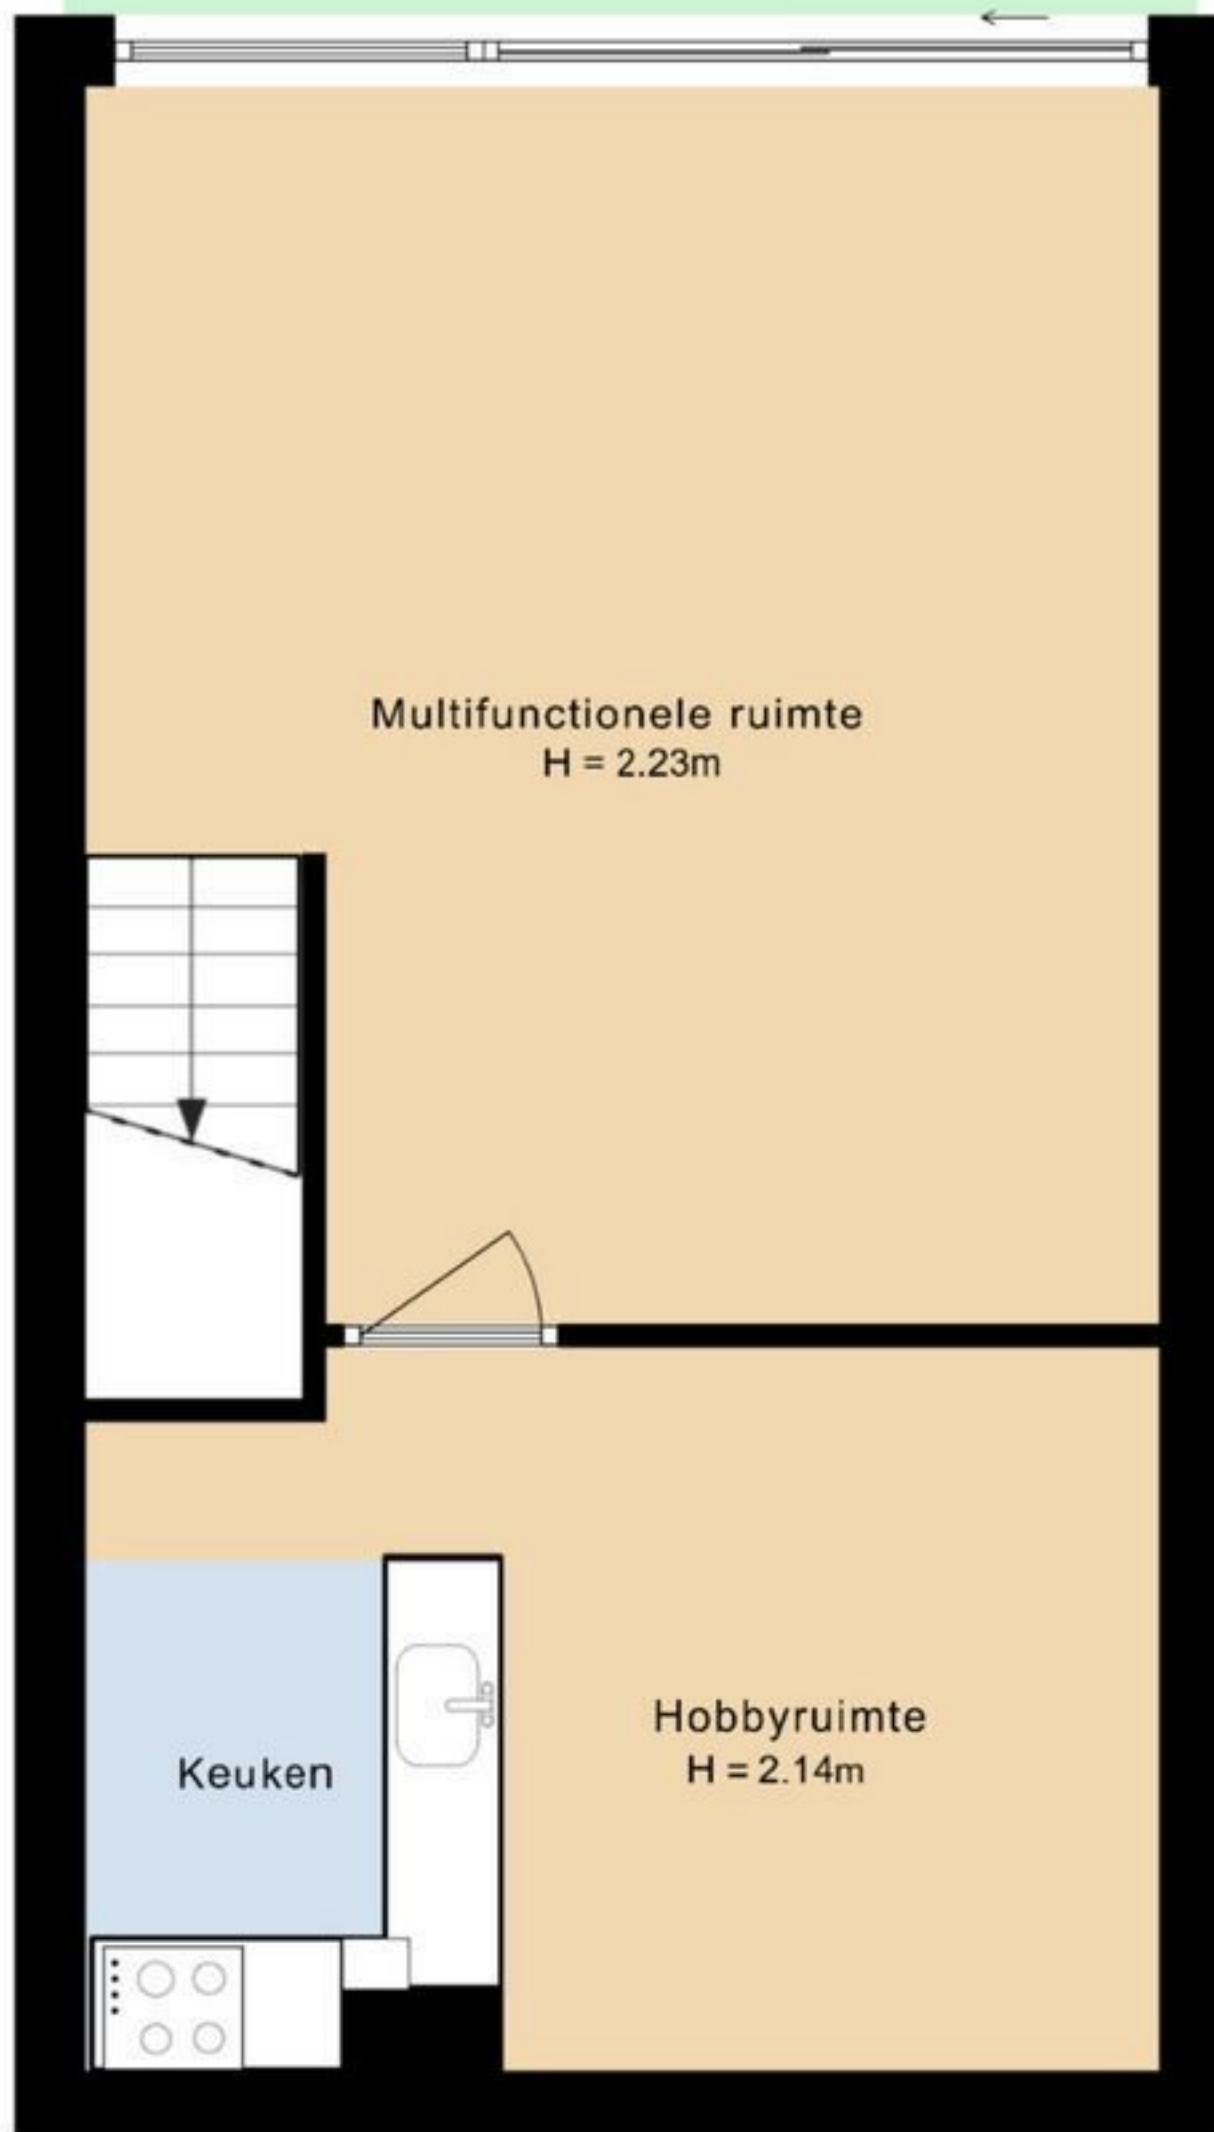 Multifunctionele ruimte
H = 2.23m
Hobbyruimte
H = 2.14m
Keuken